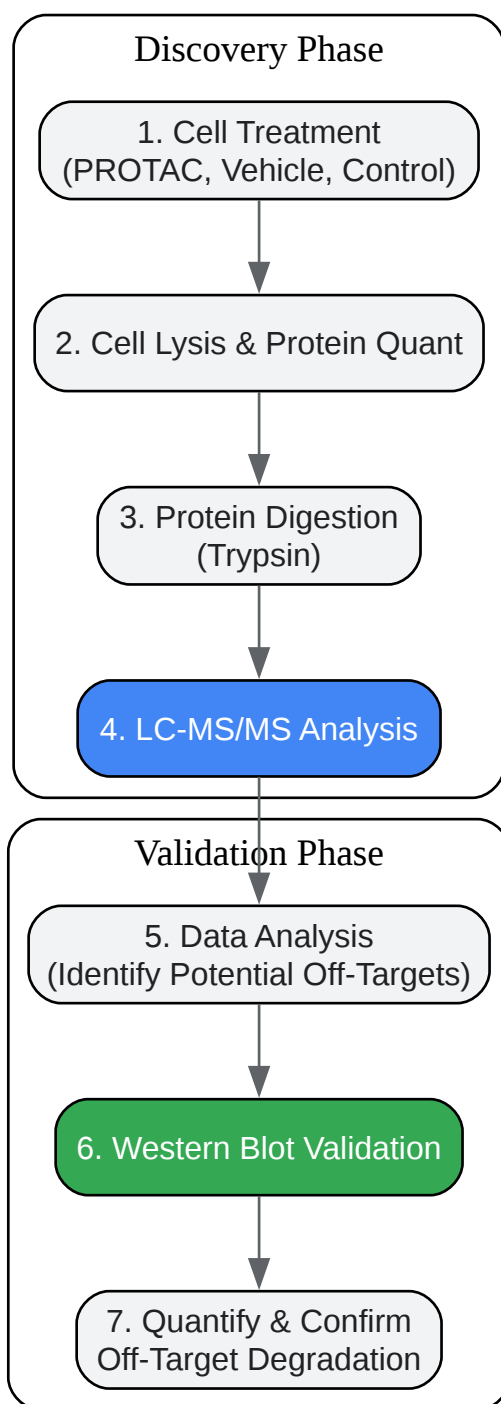 Discovery Phase
1. Cell Treatment
(PROTAC, Vehicle, Control)
2. Cell Lysis & Protein Quant
3. Protein Digestion
(Trypsin)
4. LC-MS/MS Analysis
Validation Phase
5. Data Analysis
(Identify Potential Off-Targets)
6. Western Blot Validation
7. Quantify & Confirm
Off-Target Degradation